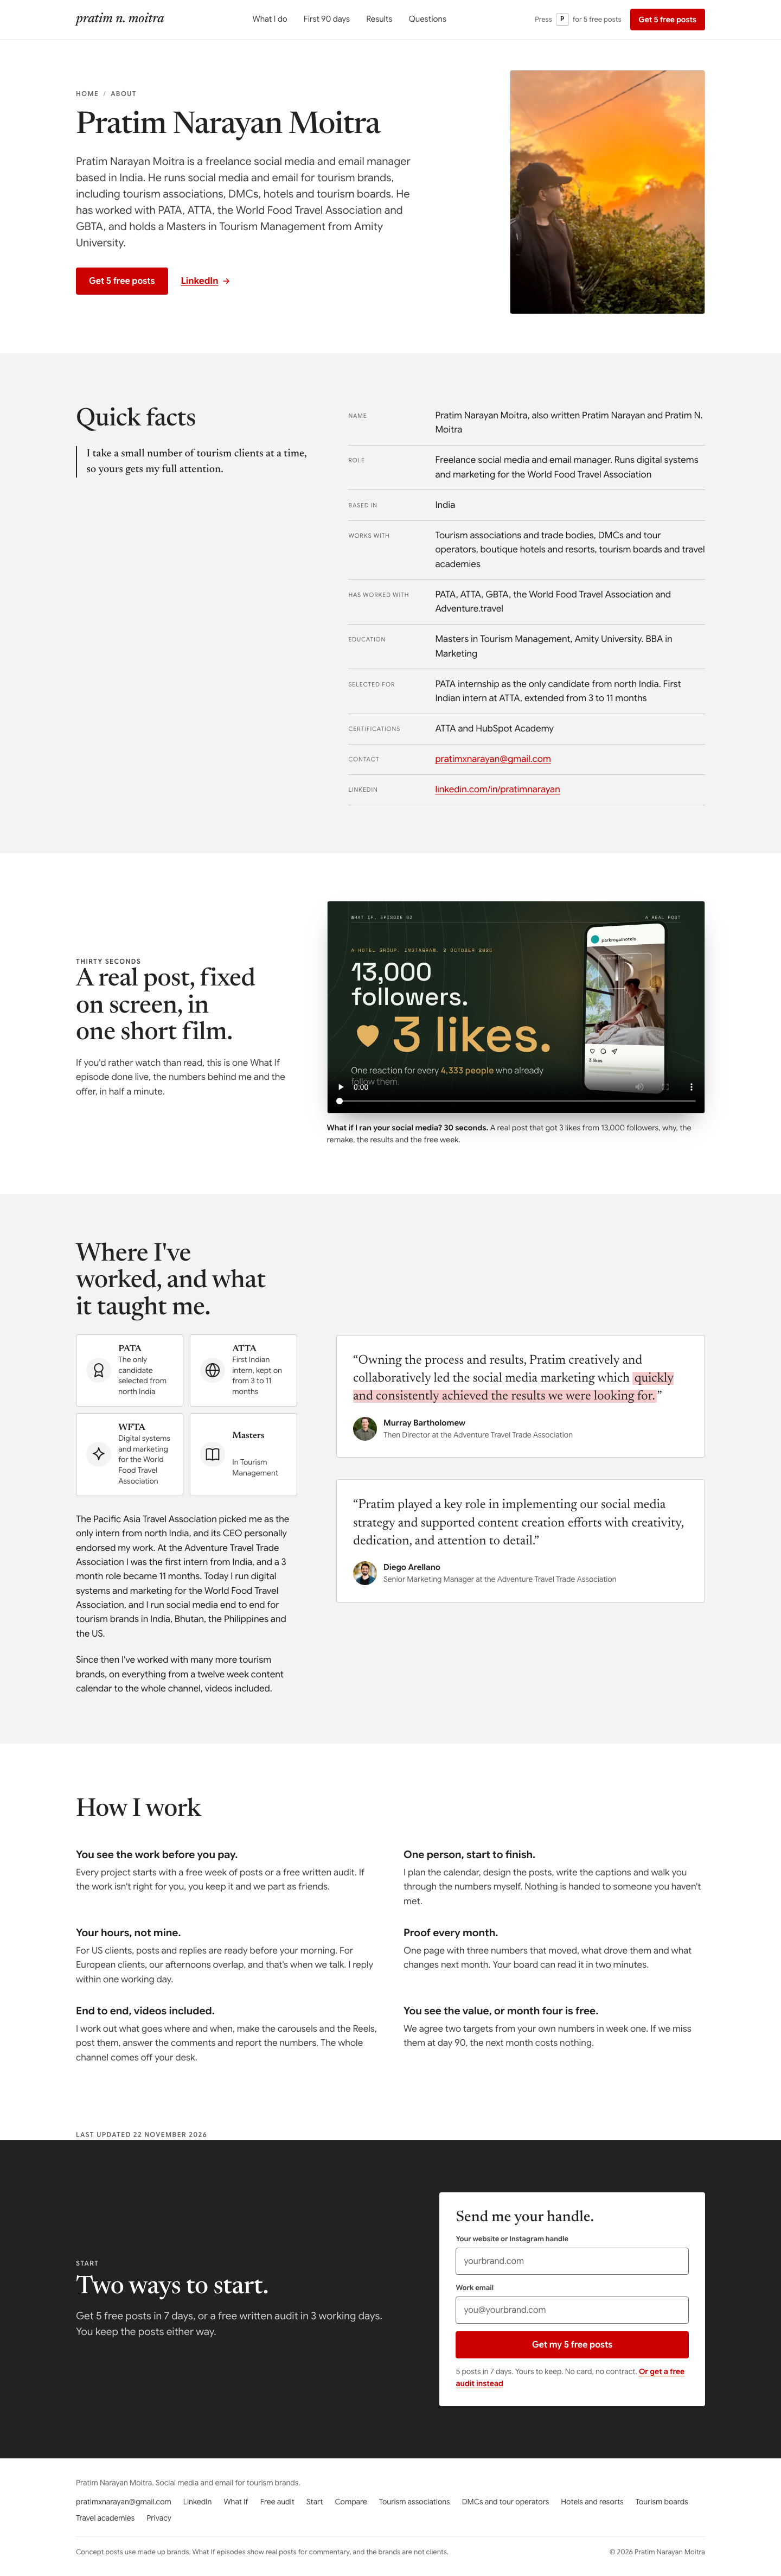 pratim n. moitra
What I do
First 90 days
Results
Questions
Press P for 5 free posts
Get 5 free posts
HOME / ABOUT
Pratim Narayan Moitra
Pratim Narayan Moitra is a freelance social media and email manager
based in India. He runs social media and email for tourism brands,
including tourism associations, DMCs, hotels and tourism boards. He
has worked with PATA, ATTA, the World Food Travel Association and
GBTA, and holds a Masters in Tourism Management from Amity
University.
Get 5 free posts
LinkedIn →
Quick facts
I take a small number of tourism clients at a time,
so yours gets my full attention.
NAME
Pratim Narayan Moitra, also written Pratim Narayan and Pratim N.
Moitra
ROLE
Freelance social media and email manager. Runs digital systems
and marketing for the World Food Travel Association
BASED IN
India
WORKS WITH
Tourism associations and trade bodies, DMCs and tour
operators, boutique hotels and resorts, tourism boards and travel
academies
HAS WORKED WITH
PATA, ATTA, GBTA, the World Food Travel Association and
Adventure.travel
EDUCATION
Masters in Tourism Management, Amity University. BBA in
Marketing
SELECTED FOR
PATA internship as the only candidate from north India. First
Indian intern at ATTA, extended from 3 to 11 months
CERTIFICATIONS
ATTA and HubSpot Academy
CONTACT
pratimxnarayan@gmail.com
LINKEDIN
linkedin.com/in/pratimnarayan
THIRTY SECONDS
A real post, fixed
on screen, in
one short film.
If you'd rather watch than read, this is one What If
episode done live, the numbers behind me and the
offer, in half a minute.
A REAL POST
A HOTEL GROUP. INSTAGRAM. 2 OCTOBER 2025
13,000
followers.
3 likes.
One reaction for every 4,333 people who already
follow them.
0:00
parkroyalhotels
3 likes
What if I ran your social media? 30 seconds. A real post that got 3 likes from 13,000 followers, why, the
remake, the results and the free week.
Where I've
worked, and what
it taught me.
PATA
The only
candidate
selected from
north India
ATTA
First Indian
intern, kept on
from 3 to 11
months
WFTA
Digital systems
and marketing
for the World
Food Travel
Association
Masters
In Tourism
Management
The Pacific Asia Travel Association picked me as the
only intern from north India, and its CEO personally
endorsed my work. At the Adventure Travel Trade
Association I was the first intern from India, and a 3
month role became 11 months. Today I run digital
systems and marketing for the World Food Travel
Association, and I run social media end to end for
tourism brands in India, Bhutan, the Philippines and
the US.
Since then I've worked with many more tourism
brands, on everything from a twelve week content
calendar to the whole channel, videos included.
“Owning the process and results, Pratim creatively and
collaboratively led the social media marketing which quickly
and consistently achieved the results we were looking for.”
Murray Bartholomew
Then Director at the Adventure Travel Trade Association
“Pratim played a key role in implementing our social media
strategy and supported content creation efforts with creativity,
dedication, and attention to detail.”
Diego Arellano
Senior Marketing Manager at the Adventure Travel Trade Association
How I work
You see the work before you pay.
Every project starts with a free week of posts or a free written audit. If
the work isn't right for you, you keep it and we part as friends.
One person, start to finish.
I plan the calendar, design the posts, write the captions and walk you
through the numbers myself. Nothing is handed to someone you haven't
met.
Your hours, not mine.
For US clients, posts and replies are ready before your morning. For
European clients, our afternoons overlap, and that's when we talk. I reply
within one working day.
Proof every month.
One page with three numbers that moved, what drove them and what
changes next month. Your board can read it in two minutes.
End to end, videos included.
I work out what goes where and when, make the carousels and the Reels,
post them, answer the comments and report the numbers. The whole
channel comes off your desk.
You see the value, or month four is free.
We agree two targets from your own numbers in week one. If we miss
them at day 90, the next month costs nothing.
LAST UPDATED 22 NOVEMBER 2026
START
Two ways to start.
Get 5 free posts in 7 days, or a free written audit in 3 working days.
You keep the posts either way.
Send me your handle.
Your website or Instagram handle
yourbrand.com
Work email
you@yourbrand.com
Get my 5 free posts
5 posts in 7 days. Yours to keep. No card, no contract. Or get a free
audit instead
Pratim Narayan Moitra. Social media and email for tourism brands.
pratimxnarayan@gmail.com LinkedIn What If Free audit Start Compare Tourism associations DMCs and tour operators Hotels and resorts Tourism boards
Travel academies Privacy
Concept posts use made up brands. What If episodes show real posts for commentary, and the brands are not clients.
© 2026 Pratim Narayan Moitra